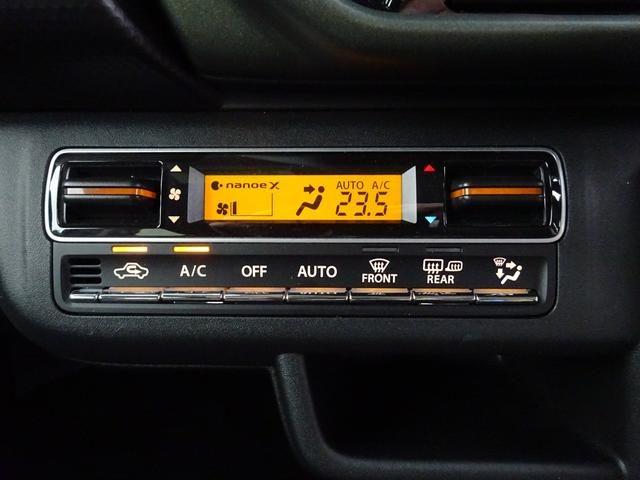 nanoe X
AUTO A/C
23.5
A/C
OFF
AUTO
FRONT
REAR